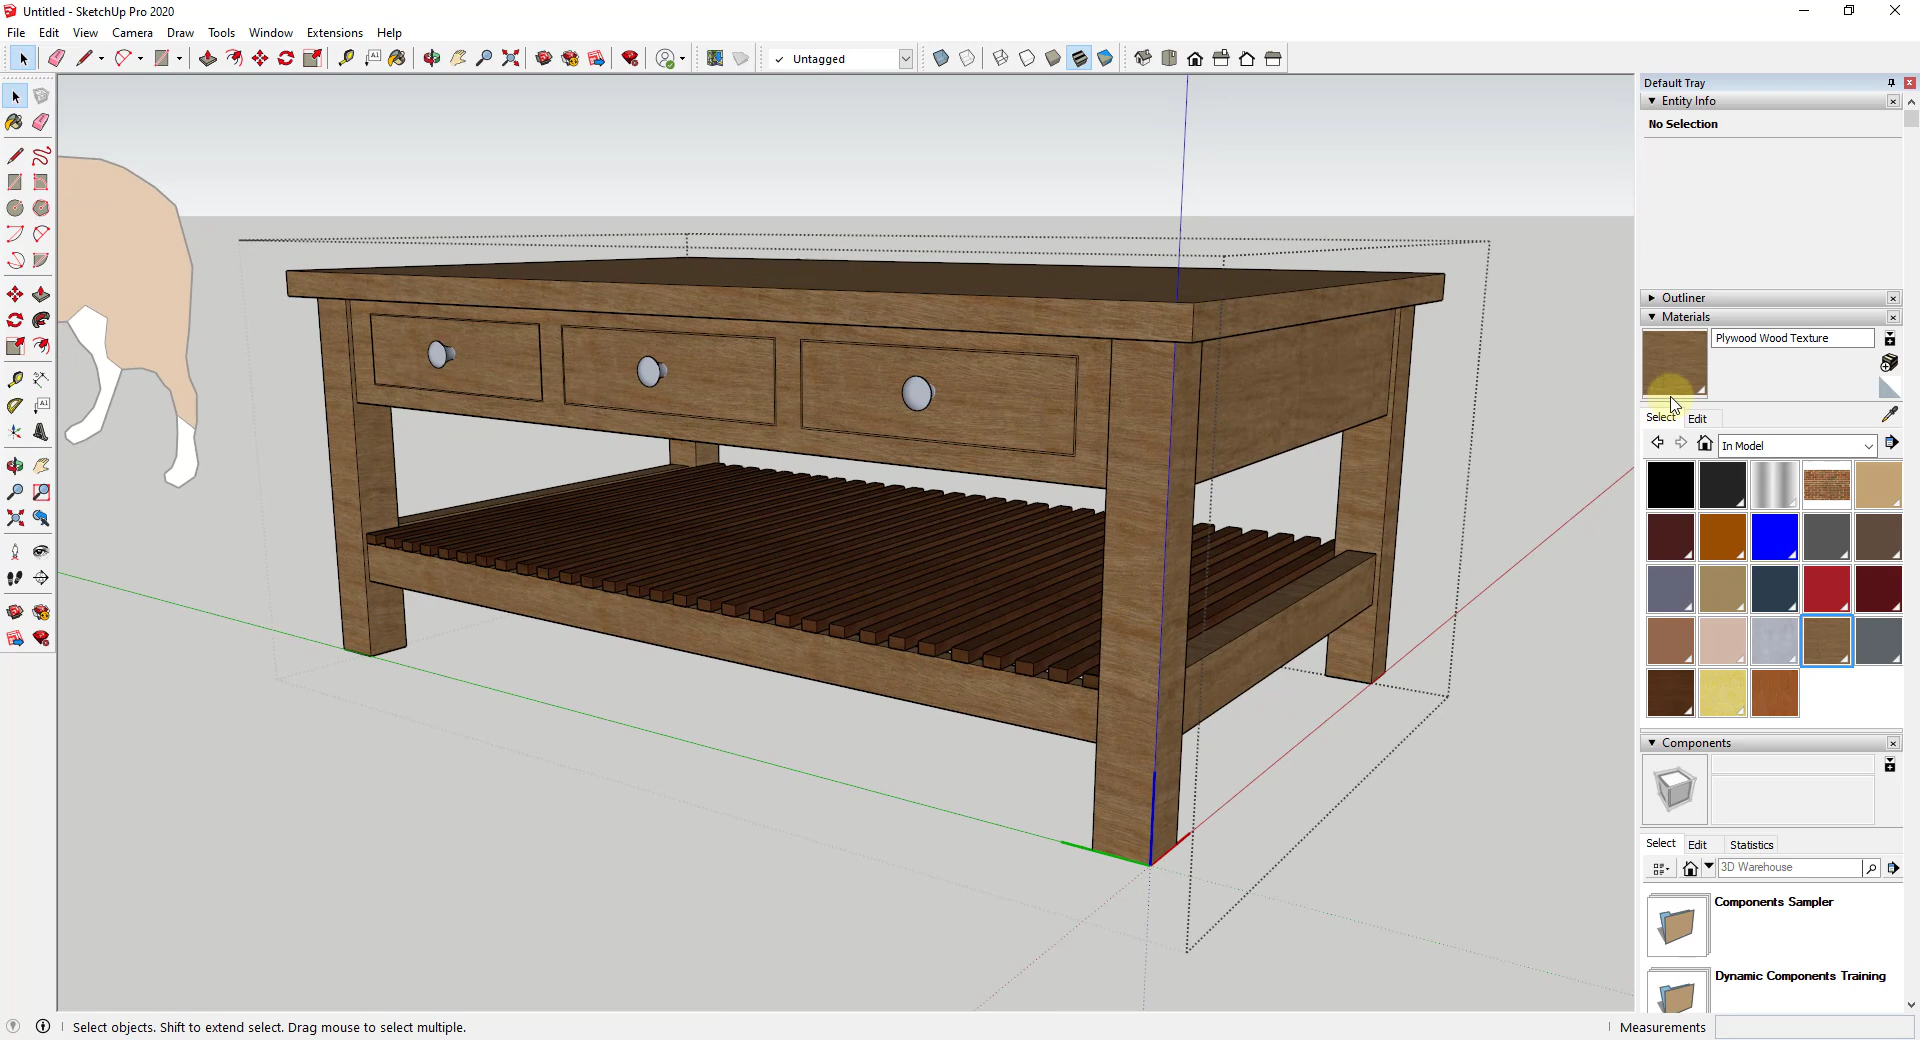 Untitled - SketchUp Pro 2020
File Edit View Camera Draw Tools Window Extensions Help
Untagged
Default Tray
Entity Info
No Selection
Outliner
Materials
Plywood Wood Texture
Select Edit
In Model
Components
Select Edit Statistics
3D Warehouse
Components Sampler
Dynamic Components Training
Select objects. Shift to extend select. Drag mouse to select multiple.
Measurements